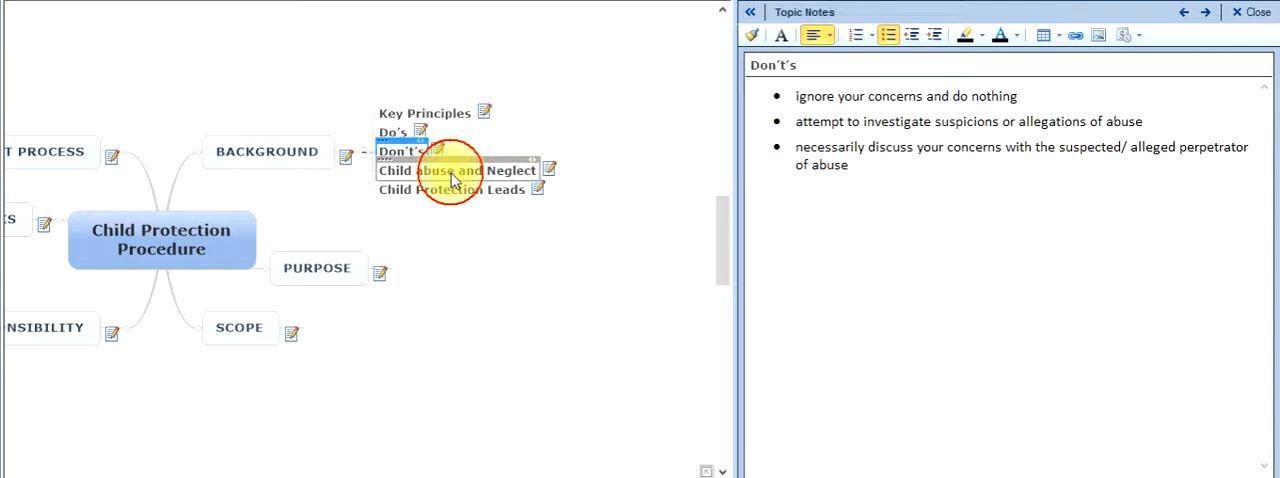 Topic Notes
Close
Don't's
ignore your concerns and do nothing
attempt to investigate suspicions or allegations of abuse
necessarily discuss your concerns with the suspected/ alleged perpetrator
of abuse
Key Principles
Do's
Don't's
Child abuse and Neglect
Child Protection Leads
BACKGROUND
T PROCESS
S
Child Protection
Procedure
PURPOSE
NSIBILITY
SCOPE